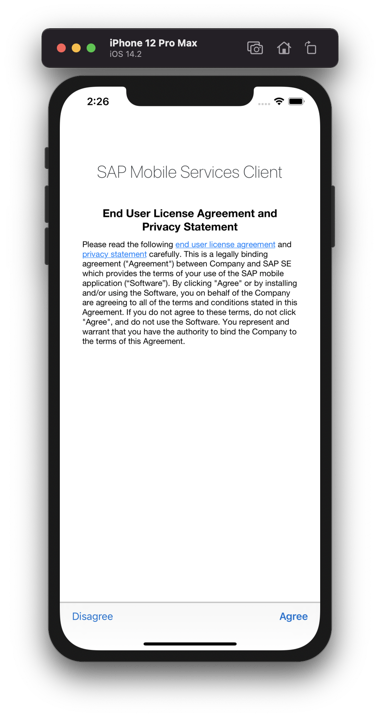 iPhone 12 Pro Max
iOS 14.2
2:26
SAP Mobile Services Client
End User License Agreement and
Privacy Statement
Please read the following end user license agreement and
privacy statement carefully. This is a legally binding
agreement ("Agreement") between Company and SAP SE
which provides the terms of your use of the SAP mobile
application ("Software"). By clicking "Agree" or by installing
and/or using the Software, you on behalf of the Company
are agreeing to all of the terms and conditions stated in this
Agreement. If you do not agree to these terms, do not click
"Agree", and do not use the Software. You represent and
warrant that you have the authority to bind the Company to
the terms of this Agreement.
Disagree
Agree